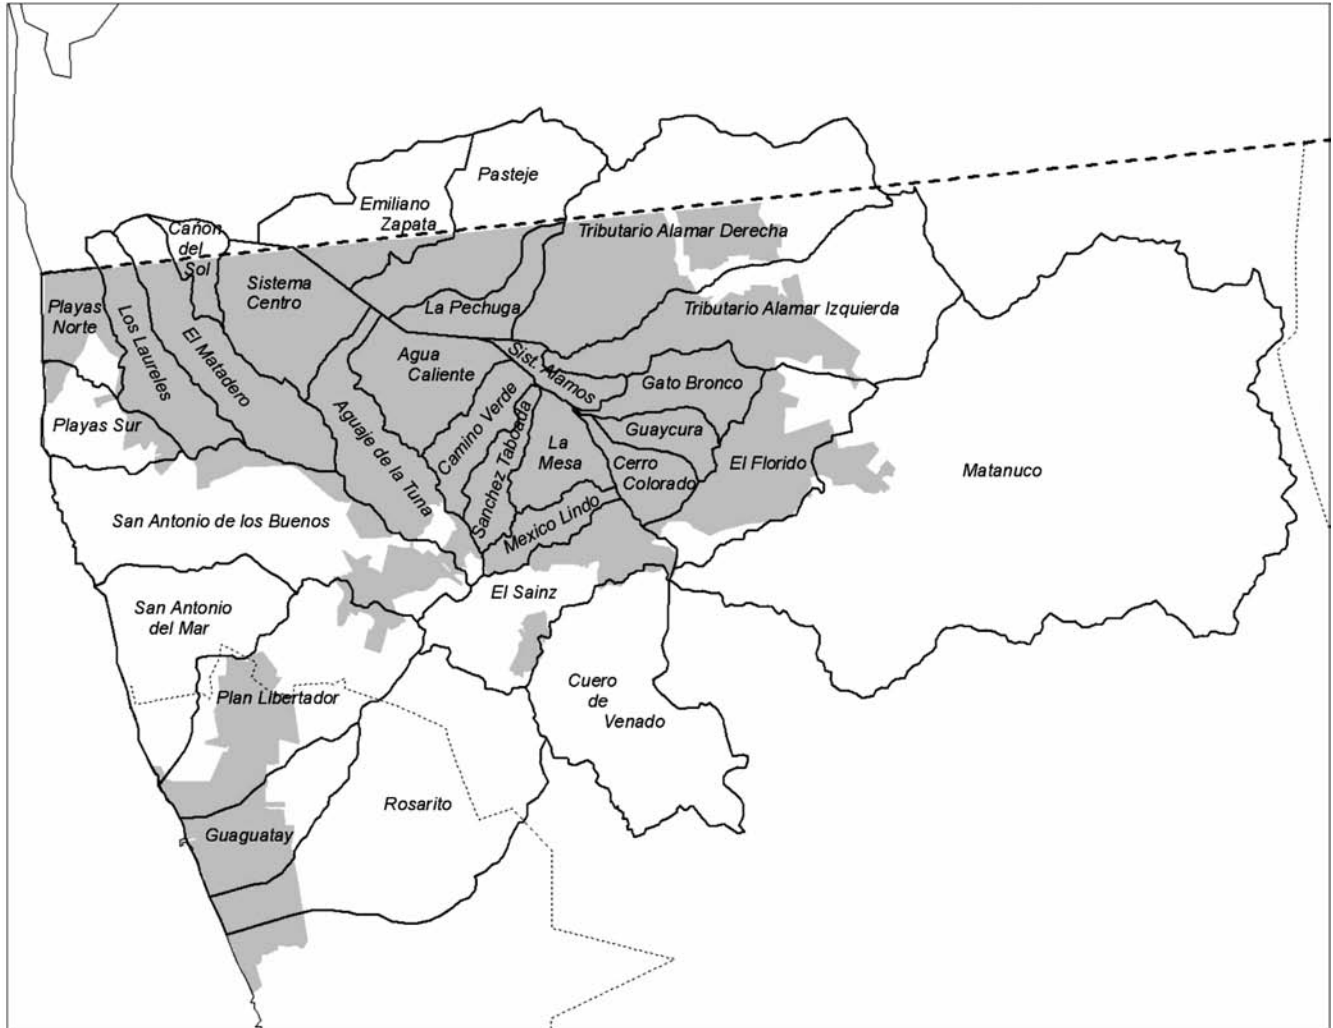 Pasteje
Emiliano
Zapata
Cañon
del
Sol
Tributario Alamar Derecha
Sistema
Centro
Playas
Norte
La Pechuga
Tributario Alamar Izquierda
Los Laureles
El Matadero
Agua
Caliente
Sist. Alamos
Gato Bronco
Playas Sur
Aguaje de la Tuna
Camino Verde
Sanchez Taboada
La
Mesa
Guaycura
Cerro
Colorado
El Florido
Matanuco
San Antonio de los Buenos
Mexico Lindo
El Sainz
San Antonio
del Mar
Plan Libertador
Cuero
de
Venado
Rosarito
Guaguatay